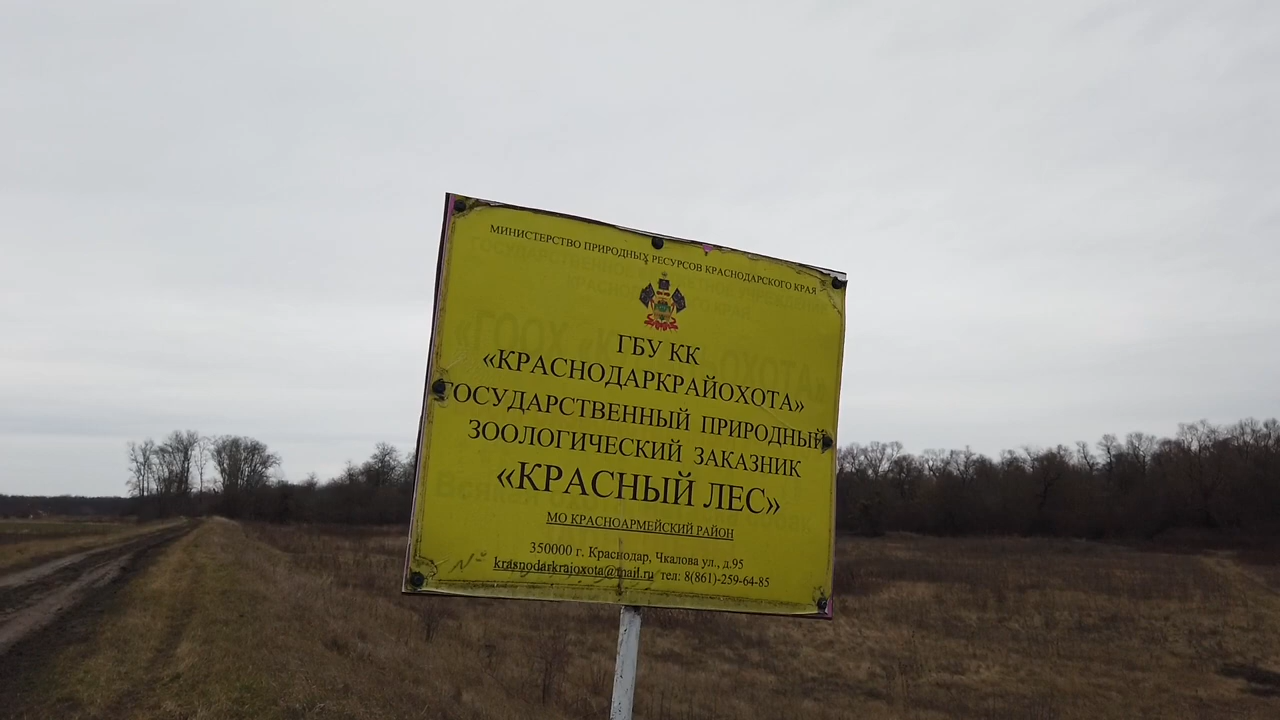 МИНИСТЕРСТВО ПРИРОДНЫХ РЕСУРСОВ КРАСНОДАРСКОГО КРАЯ
ГБУ КК
«КРАСНОДАРКРАЙОХОТА»
ГОСУДАРСТВЕННЫЙ ПРИРОДНЫЙ
ЗООЛОГИЧЕСКИЙ ЗАКАЗНИК
«КРАСНЫЙ ЛЕС»
МО КРАСНОАРМЕЙСКИЙ РАЙОН
350000 г. Краснодар, Чкалова ул., д.95
krasnodarkrajoxota@mail.ru тел: 8(861)-259-64-85